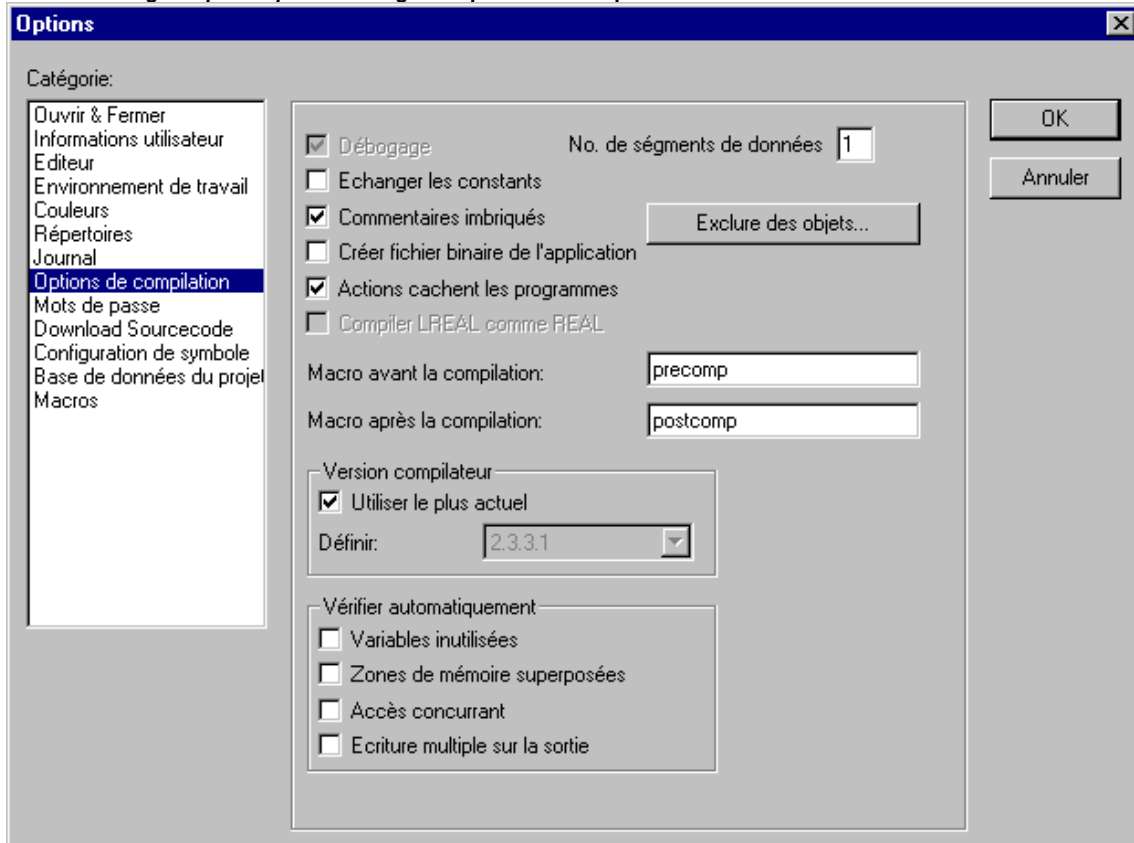 Options
Catégorie:
Ouvrir & Fermer
Informations utilisateur
Editeur
Environnement de travail
Couleurs
Répertoires
Journal
Options de compilation
Mots de passe
Download Sourcecode
Configuration de symbole
Base de données du projet
Macros
Débogage
No. de ségments de données 1
Echanger les constants
Commentaires imbriqués
Exclure des objets...
Créer fichier binaire de l'application
Actions cachent les programmes
Compiler LREAL comme REAL
Macro avant la compilation: precomp
Macro après la compilation: postcomp
Version compilateur
Utiliser le plus actuel
Définir: 2.3.3.1
Vérifier automatiquement
Variables inutilisées
Zones de mémoire superposées
Accès concurrant
Ecriture multiple sur la sortie
OK
Annuler